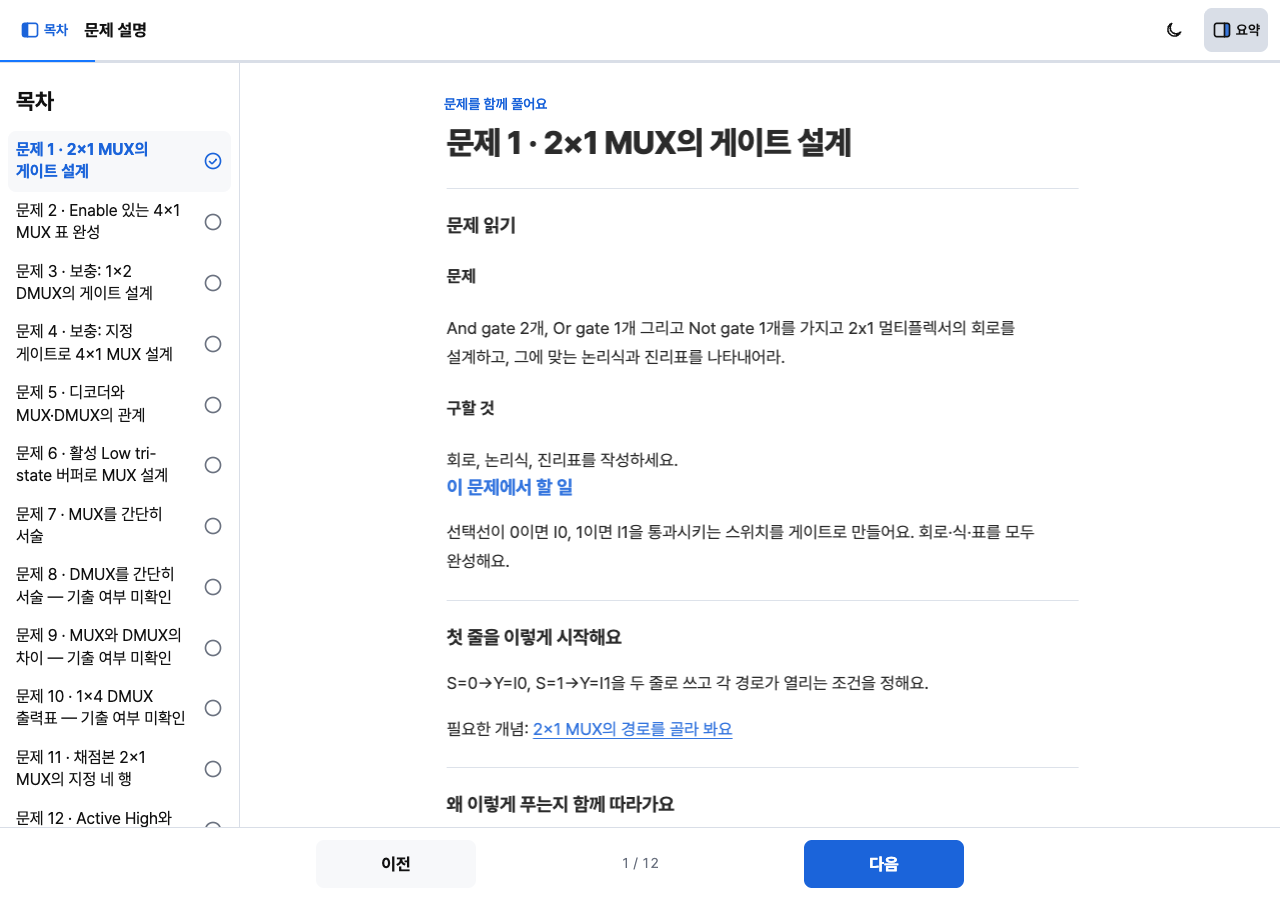 목차
문제 설명
요약
목차
문제 1 · 2×1 MUX의
게이트 설계
문제 2 · Enable 있는 4×1
MUX 표 완성
문제 3 · 보충: 1×2
DMUX의 게이트 설계
문제 4 · 보충: 지정
게이트로 4×1 MUX 설계
문제 5 · 디코더와
MUX·DMUX의 관계
문제 6 · 활성 Low tri-
state 버퍼로 MUX 설계
문제 7 · MUX를 간단히
서술
문제 8 · DMUX를 간단히
서술 — 기출 여부 미확인
문제 9 · MUX와 DMUX의
차이 — 기출 여부 미확인
문제 10 · 1×4 DMUX
출력표 — 기출 여부 미확인
문제 11 · 채점본 2×1
MUX의 지정 네 행
문제 12 · Active High와
문제를 함께 풀어요
문제 1 · 2×1 MUX의 게이트 설계
문제 읽기
문제
And gate 2개, Or gate 1개 그리고 Not gate 1개를 가지고 2x1 멀티플렉서의 회로를
설계하고, 그에 맞는 논리식과 진리표를 나타내어라.
구할 것
회로, 논리식, 진리표를 작성하세요.
이 문제에서 할 일
선택선이 0이면 I0, 1이면 I1을 통과시키는 스위치를 게이트로 만들어요. 회로·식·표를 모두
완성해요.
첫 줄을 이렇게 시작해요
S=0→Y=I0, S=1→Y=I1을 두 줄로 쓰고 각 경로가 열리는 조건을 정해요.
필요한 개념: 2×1 MUX의 경로를 골라 봐요
왜 이렇게 푸는지 함께 따라가요
이전
1 / 12
다음